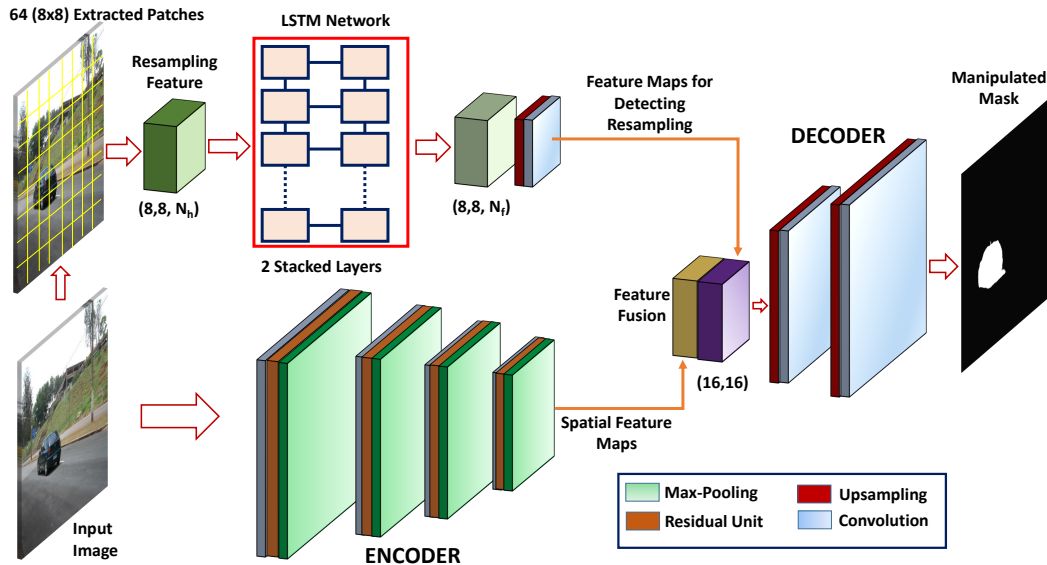 64 (8x8) Extracted Patches
LSTM Network
Resampling
Feature
Feature Maps for
Detecting
Resampling
Manipulated
Mask
DECODER
(8,8, Nh)
(8,8, Nf)
2 Stacked Layers
Feature
Fusion
(16,16)
Spatial Feature
Maps
Input
Image
ENCODER
Max-Pooling
Upsampling
Residual Unit
Convolution